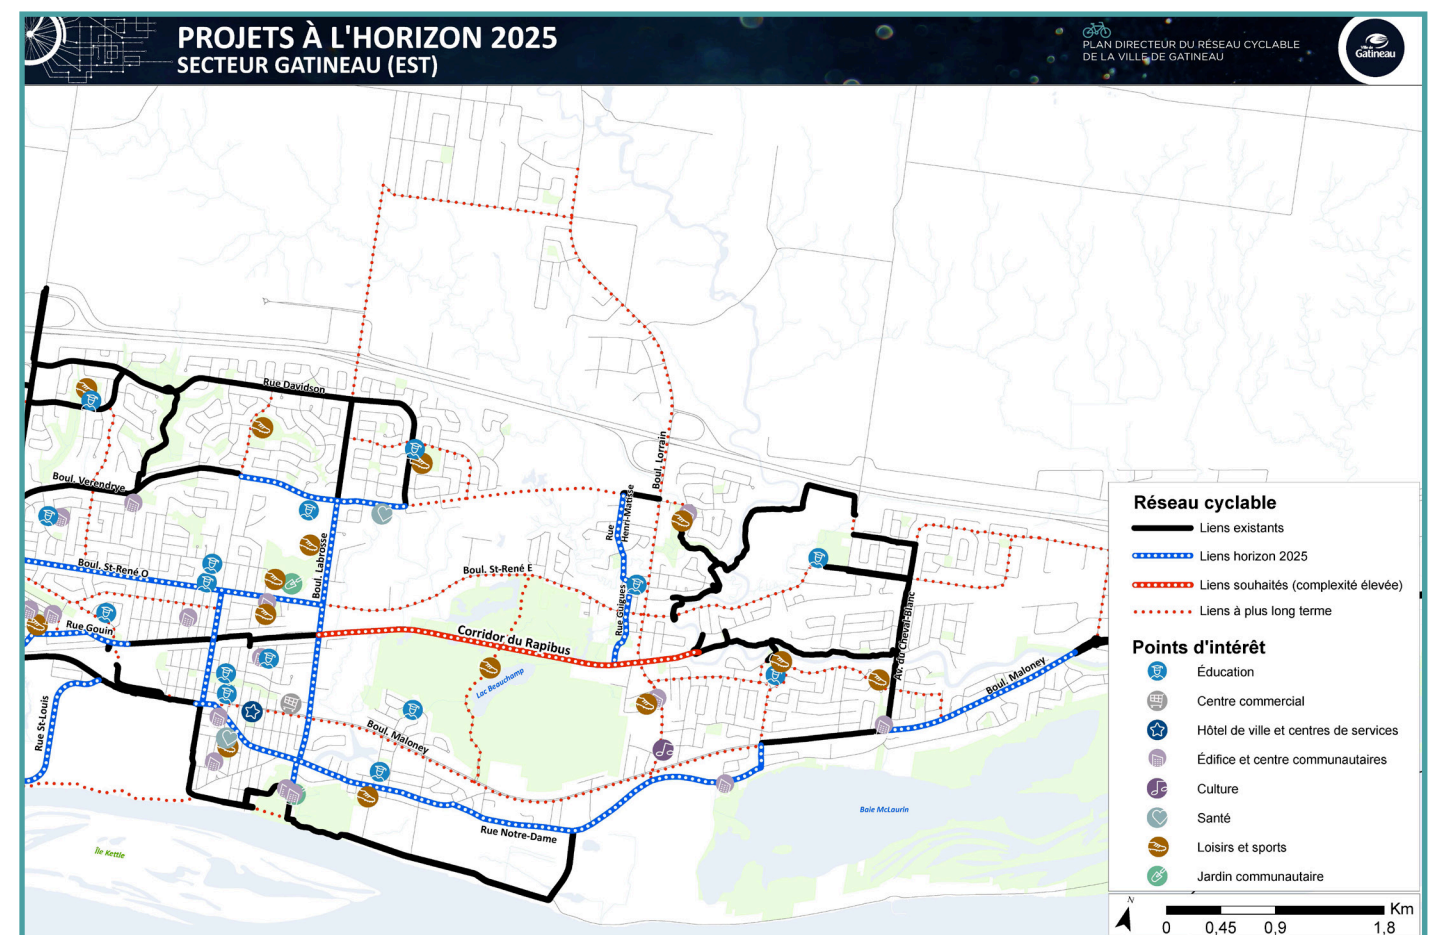 PROJETS À L'HORIZON 2025
SECTEUR GATINEAU (EST)
PLAN DIRECTEUR DU RÉSEAU CYCLABLE
DE LA VILLE DE GATINEAU
Ville de
Gatineau
Rue Davidson
Boul. Lorrain
Boul. Verendrye
Rue
Henri-Matisse
Boul. Labrosse
Boul. St-René O
Boul. St-René E
Rue Guigues
Av. du Cheval-Blanc
Rue Gouin
Corridor du Rapibus
Lac Beauchamp
Boul. Maloney
Rue St-Louis
Boul. Maloney
Rue Notre-Dame
Baie McLaurin
Île Kettle
Réseau cyclable
Liens existants
Liens horizon 2025
Liens souhaités (complexité élevée)
Liens à plus long terme
Points d'intérêt
Éducation
Centre commercial
Hôtel de ville et centres de services
Édifice et centre communautaires
Culture
Santé
Loisirs et sports
Jardin communautaire
N
Km
0 0,45 0,9 1,8